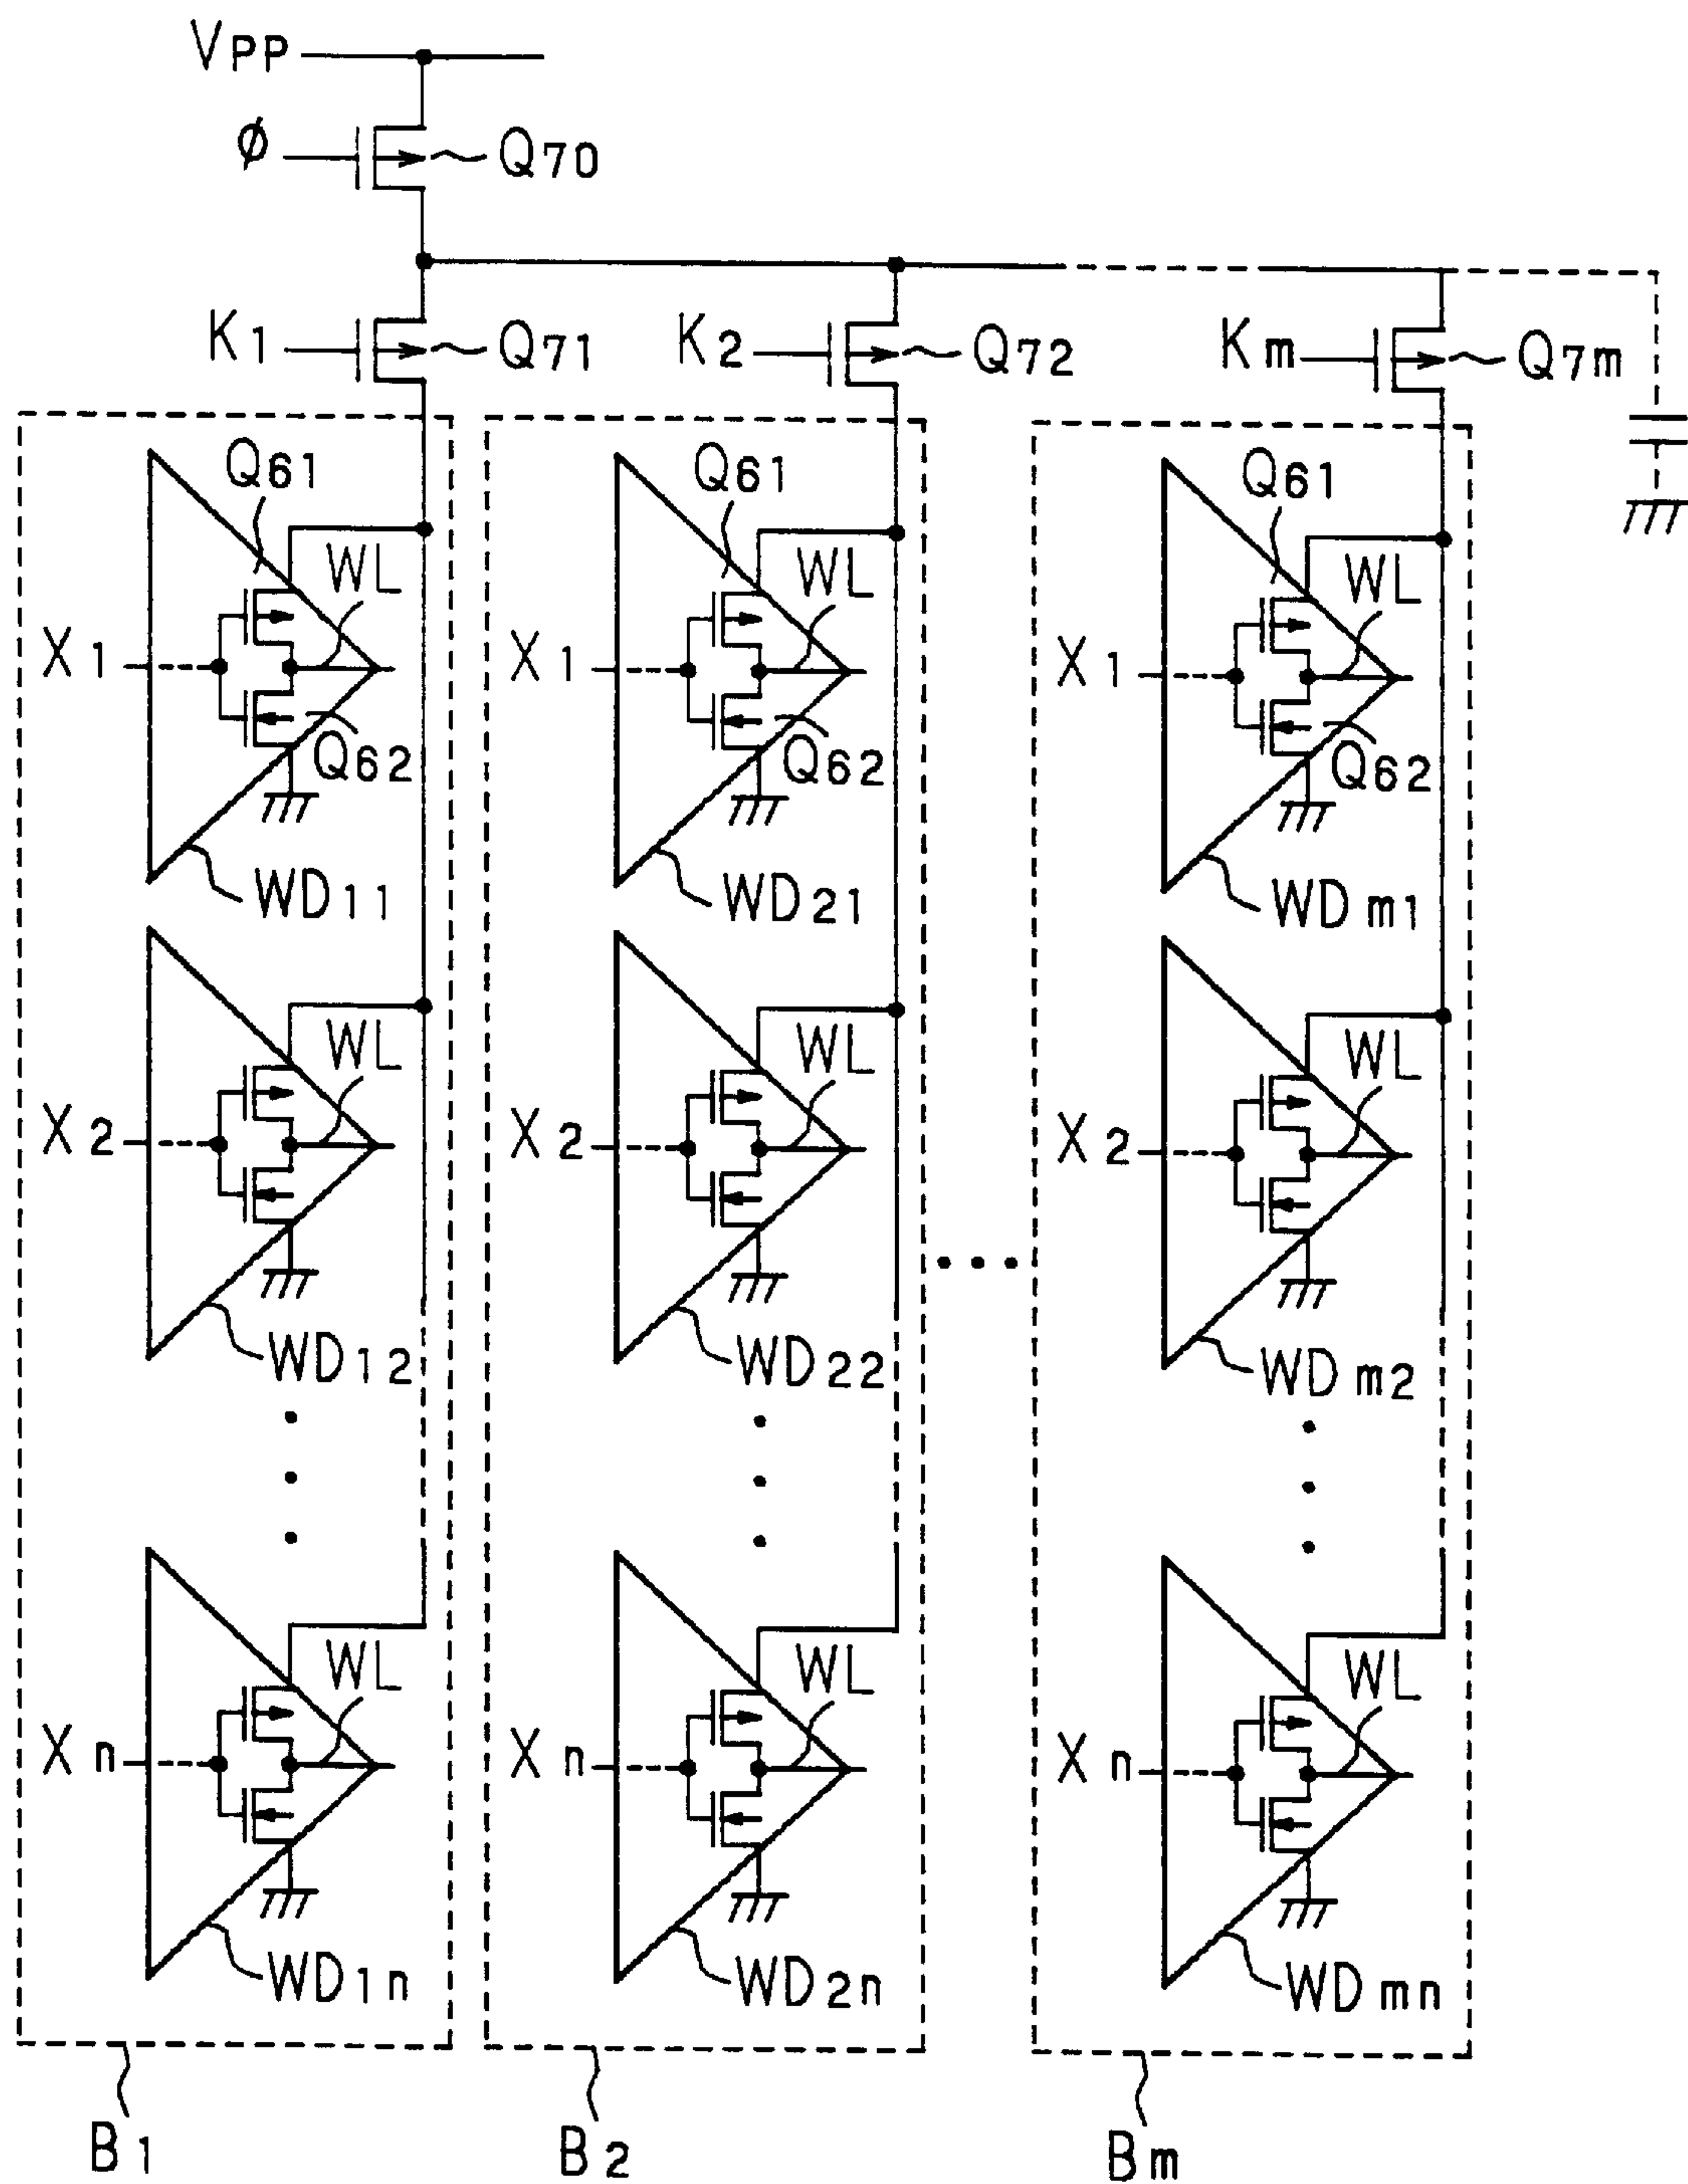 VPP
ø Q70
K1 Q71 K2 Q72 Km Q7m
Q61 Q61 Q61
WL WL WL
X1 X1 X1
Q62 Q62 Q62
WD11 WD21 WDm1
WL WL WL
X2 X2 X2
WD12 WD22 WDm2
WL WL WL
Xn Xn Xn
WD1n WD2n WDmn
B1 B2 Bm